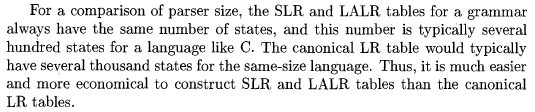 For a comparison of parser size, the SLR and LALR tables for a grammar
always have the same number of states, and this number is typically several
hundred states for a language like C. The canonical LR table would typically
have several thousand states for the same-size language. Thus, it is much easier
and more economical to construct SLR and LALR tables than the canonical
LR tables.